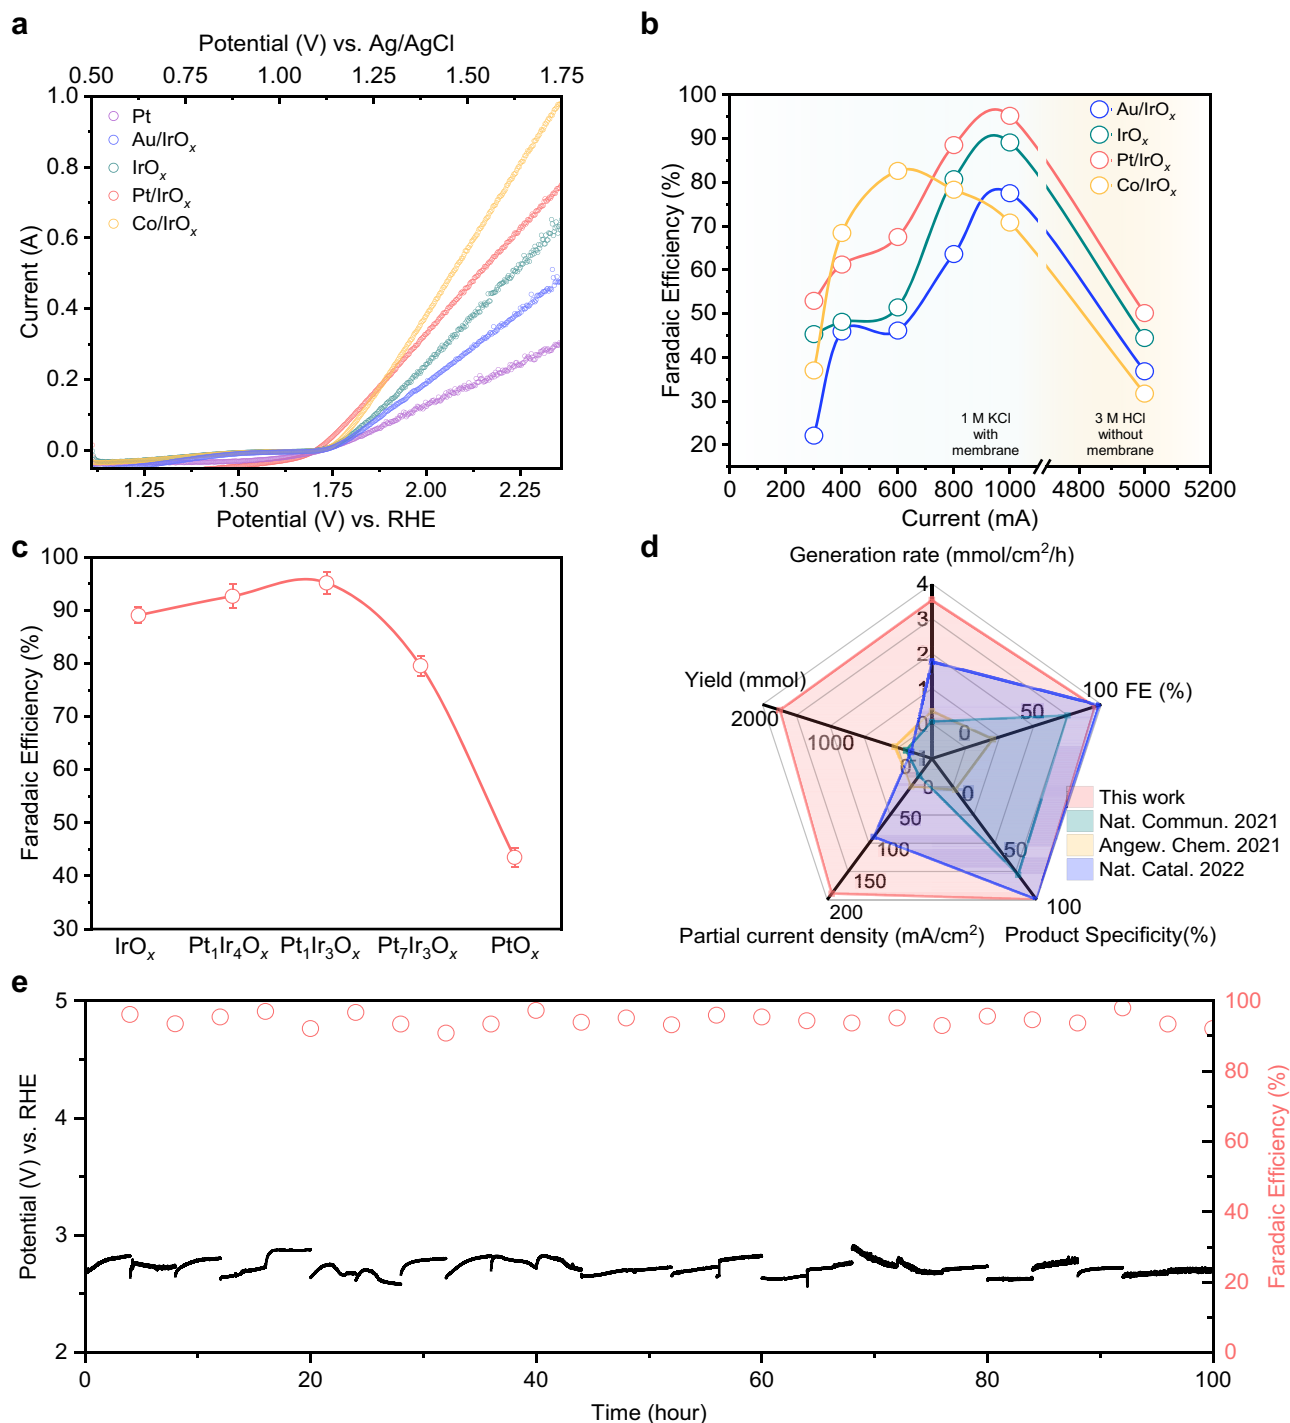 a
Potential (V) vs. Ag/AgCl
0.50 0.75 1.00 1.25 1.50 1.75
1.0
0.8
0.6
0.4
0.2
0.0
Current (A)
Pt
Au/IrOₓ
IrOₓ
Pt/IrOₓ
Co/IrOₓ
1.25 1.50 1.75 2.00 2.25
Potential (V) vs. RHE
b
100
90
80
70
60
50
40
30
20
Faradaic Efficiency (%)
Au/IrOₓ
IrOₓ
Pt/IrOₓ
Co/IrOₓ
1 M KCl
with
membrane
3 M HCl
without
membrane
0 200 400 600 800 1000 4800 5000 5200
Current (mA)
c
100
90
80
70
60
50
40
30
Faradaic Efficiency (%)
IrOₓ Pt₁Ir₄Oₓ Pt₁Ir₃Oₓ Pt₇Ir₃Oₓ PtOₓ
d
Generation rate (mmol/cm²/h)
4
3
2
1
0
-1
100 FE (%)
50
0
Yield (mmol)
2000
1000
0
0
50
100
150
200
Partial current density (mA/cm²)
0
50
100
Product Specificity(%)
This work
Nat. Commun. 2021
Angew. Chem. 2021
Nat. Catal. 2022
e
5
4
3
2
Potential (V) vs. RHE
100
80
60
40
20
0
Faradaic Efficiency (%)
0 20 40 60 80 100
Time (hour)